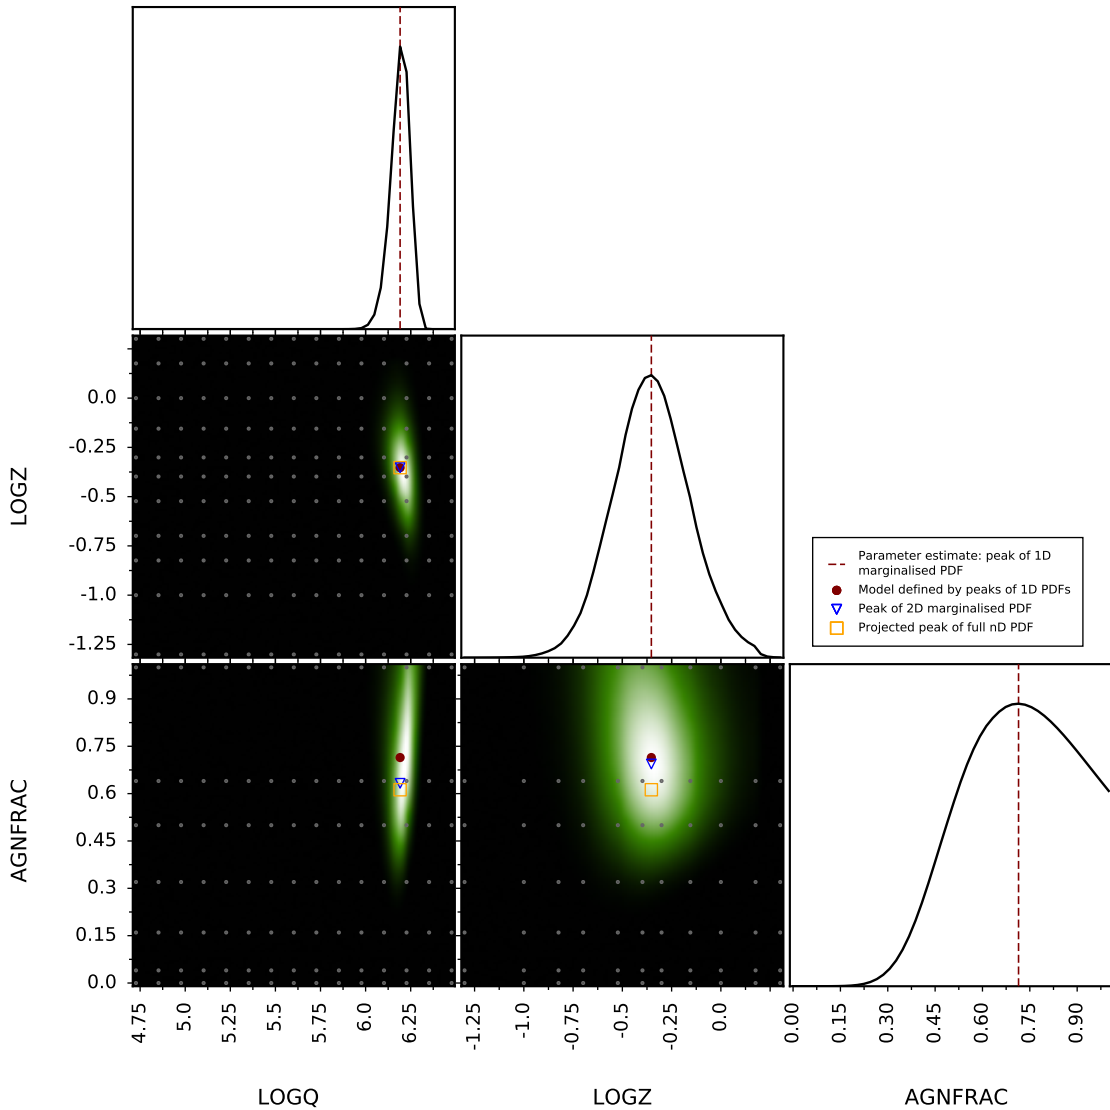 LOGZ
0.0
-0.25
-0.5
-0.75
-1.0
-1.25
Parameter estimate: peak of 1D
marginalised PDF
Model defined by peaks of 1D PDFs
Peak of 2D marginalised PDF
Projected peak of full nD PDF
AGNFRAC
0.9
0.75
0.6
0.45
0.3
0.15
0.0
4.75 5.0 5.25 5.5 5.75 6.0 6.25
-1.25 -1.0 -0.75 -0.5 -0.25 0.0
0.00 0.15 0.30 0.45 0.60 0.75 0.90
LOGQ LOGZ AGNFRAC